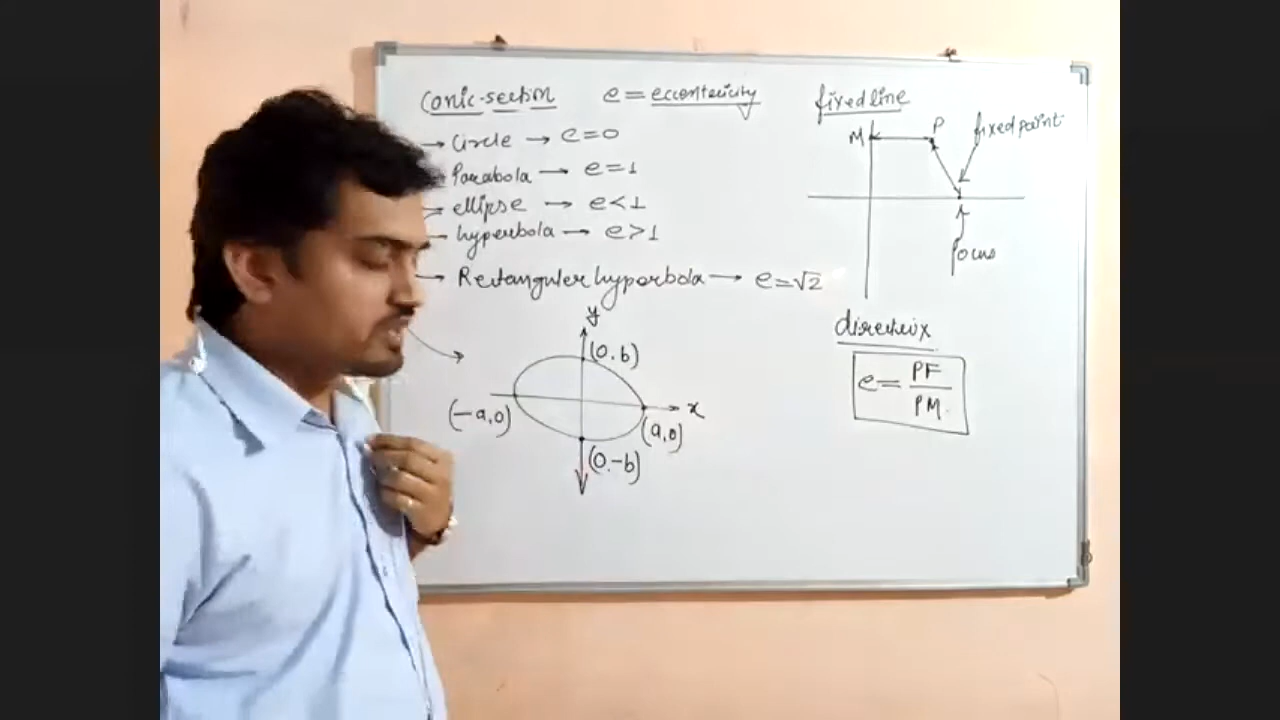 Conic-section e = eccentricity
→ Circle → e=0
Parabola → e=1
→ ellipse → e<1
→ hyperbola → e>1
→ Rectanguler hyperbola → e=√2
y
(0,b)
x
(-a,0)
(a,0)
(0,-b)
fixed line
M P fixed point
focus
directrix
e = PF/PM